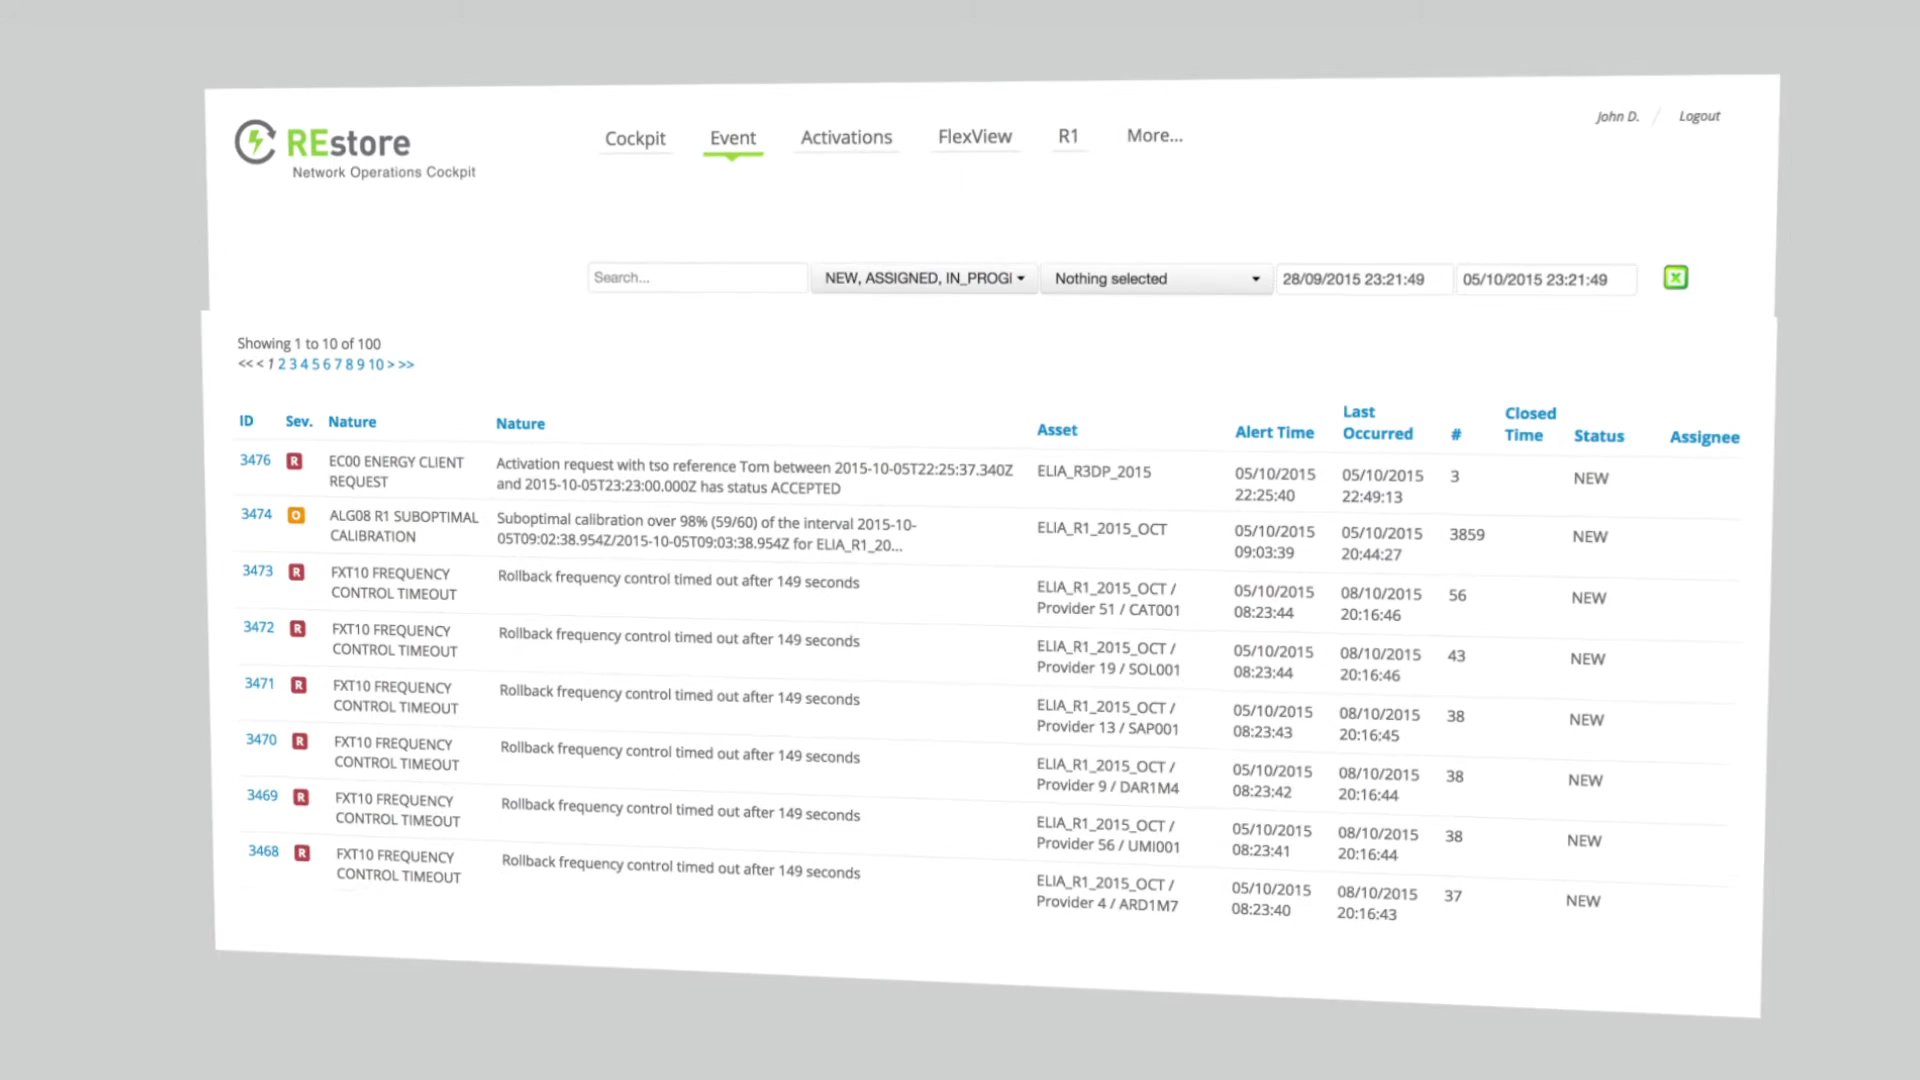 John D. / Logout
REstore
Network Operations Cockpit
Cockpit Event Activations FlexView R1 More...
Search... NEW, ASSIGNED, IN_PROGI Nothing selected 28/09/2015 23:21:49 05/10/2015 23:21:49
Showing 1 to 10 of 100
<< < 1 2 3 4 5 6 7 8 9 10 > >>
ID Sev. Nature Nature Asset Alert Time Last Occurred # Closed Time Status Assignee
3476 R EC00 ENERGY CLIENT Activation request with tso reference Tom between 2015-10-05T22:25:37.340Z ELIA_R3DP_2015 05/10/2015 05/10/2015 3 NEW
REQUEST and 2015-10-05T23:23:00.000Z has status ACCEPTED 22:25:40 22:49:13
3474 O ALG08 R1 SUBOPTIMAL Suboptimal calibration over 98% (59/60) of the interval 2015-10- ELIA_R1_2015_OCT 05/10/2015 05/10/2015 3859 NEW
CALIBRATION 05T09:02:38.954Z/2015-10-05T09:03:38.954Z for ELIA_R1_20... 09:03:39 20:44:27
3473 R FXT10 FREQUENCY Rollback frequency control timed out after 149 seconds ELIA_R1_2015_OCT / 05/10/2015 08/10/2015 56 NEW
CONTROL TIMEOUT Provider 51 / CAT001 08:23:44 20:16:46
3472 R FXT10 FREQUENCY Rollback frequency control timed out after 149 seconds ELIA_R1_2015_OCT / 05/10/2015 08/10/2015 43 NEW
CONTROL TIMEOUT Provider 19 / SOL001 08:23:44 20:16:46
3471 R FXT10 FREQUENCY Rollback frequency control timed out after 149 seconds ELIA_R1_2015_OCT / 05/10/2015 08/10/2015 38 NEW
CONTROL TIMEOUT Provider 13 / SAP001 08:23:43 20:16:45
3470 R FXT10 FREQUENCY Rollback frequency control timed out after 149 seconds ELIA_R1_2015_OCT / 05/10/2015 08/10/2015 38 NEW
CONTROL TIMEOUT Provider 9 / DAR1M4 08:23:42 20:16:44
3469 R FXT10 FREQUENCY Rollback frequency control timed out after 149 seconds ELIA_R1_2015_OCT / 05/10/2015 08/10/2015 38 NEW
CONTROL TIMEOUT Provider 56 / UMI001 08:23:41 20:16:44
3468 R FXT10 FREQUENCY Rollback frequency control timed out after 149 seconds ELIA_R1_2015_OCT / 05/10/2015 08/10/2015 37 NEW
CONTROL TIMEOUT Provider 4 / ARD1M7 08:23:40 20:16:43